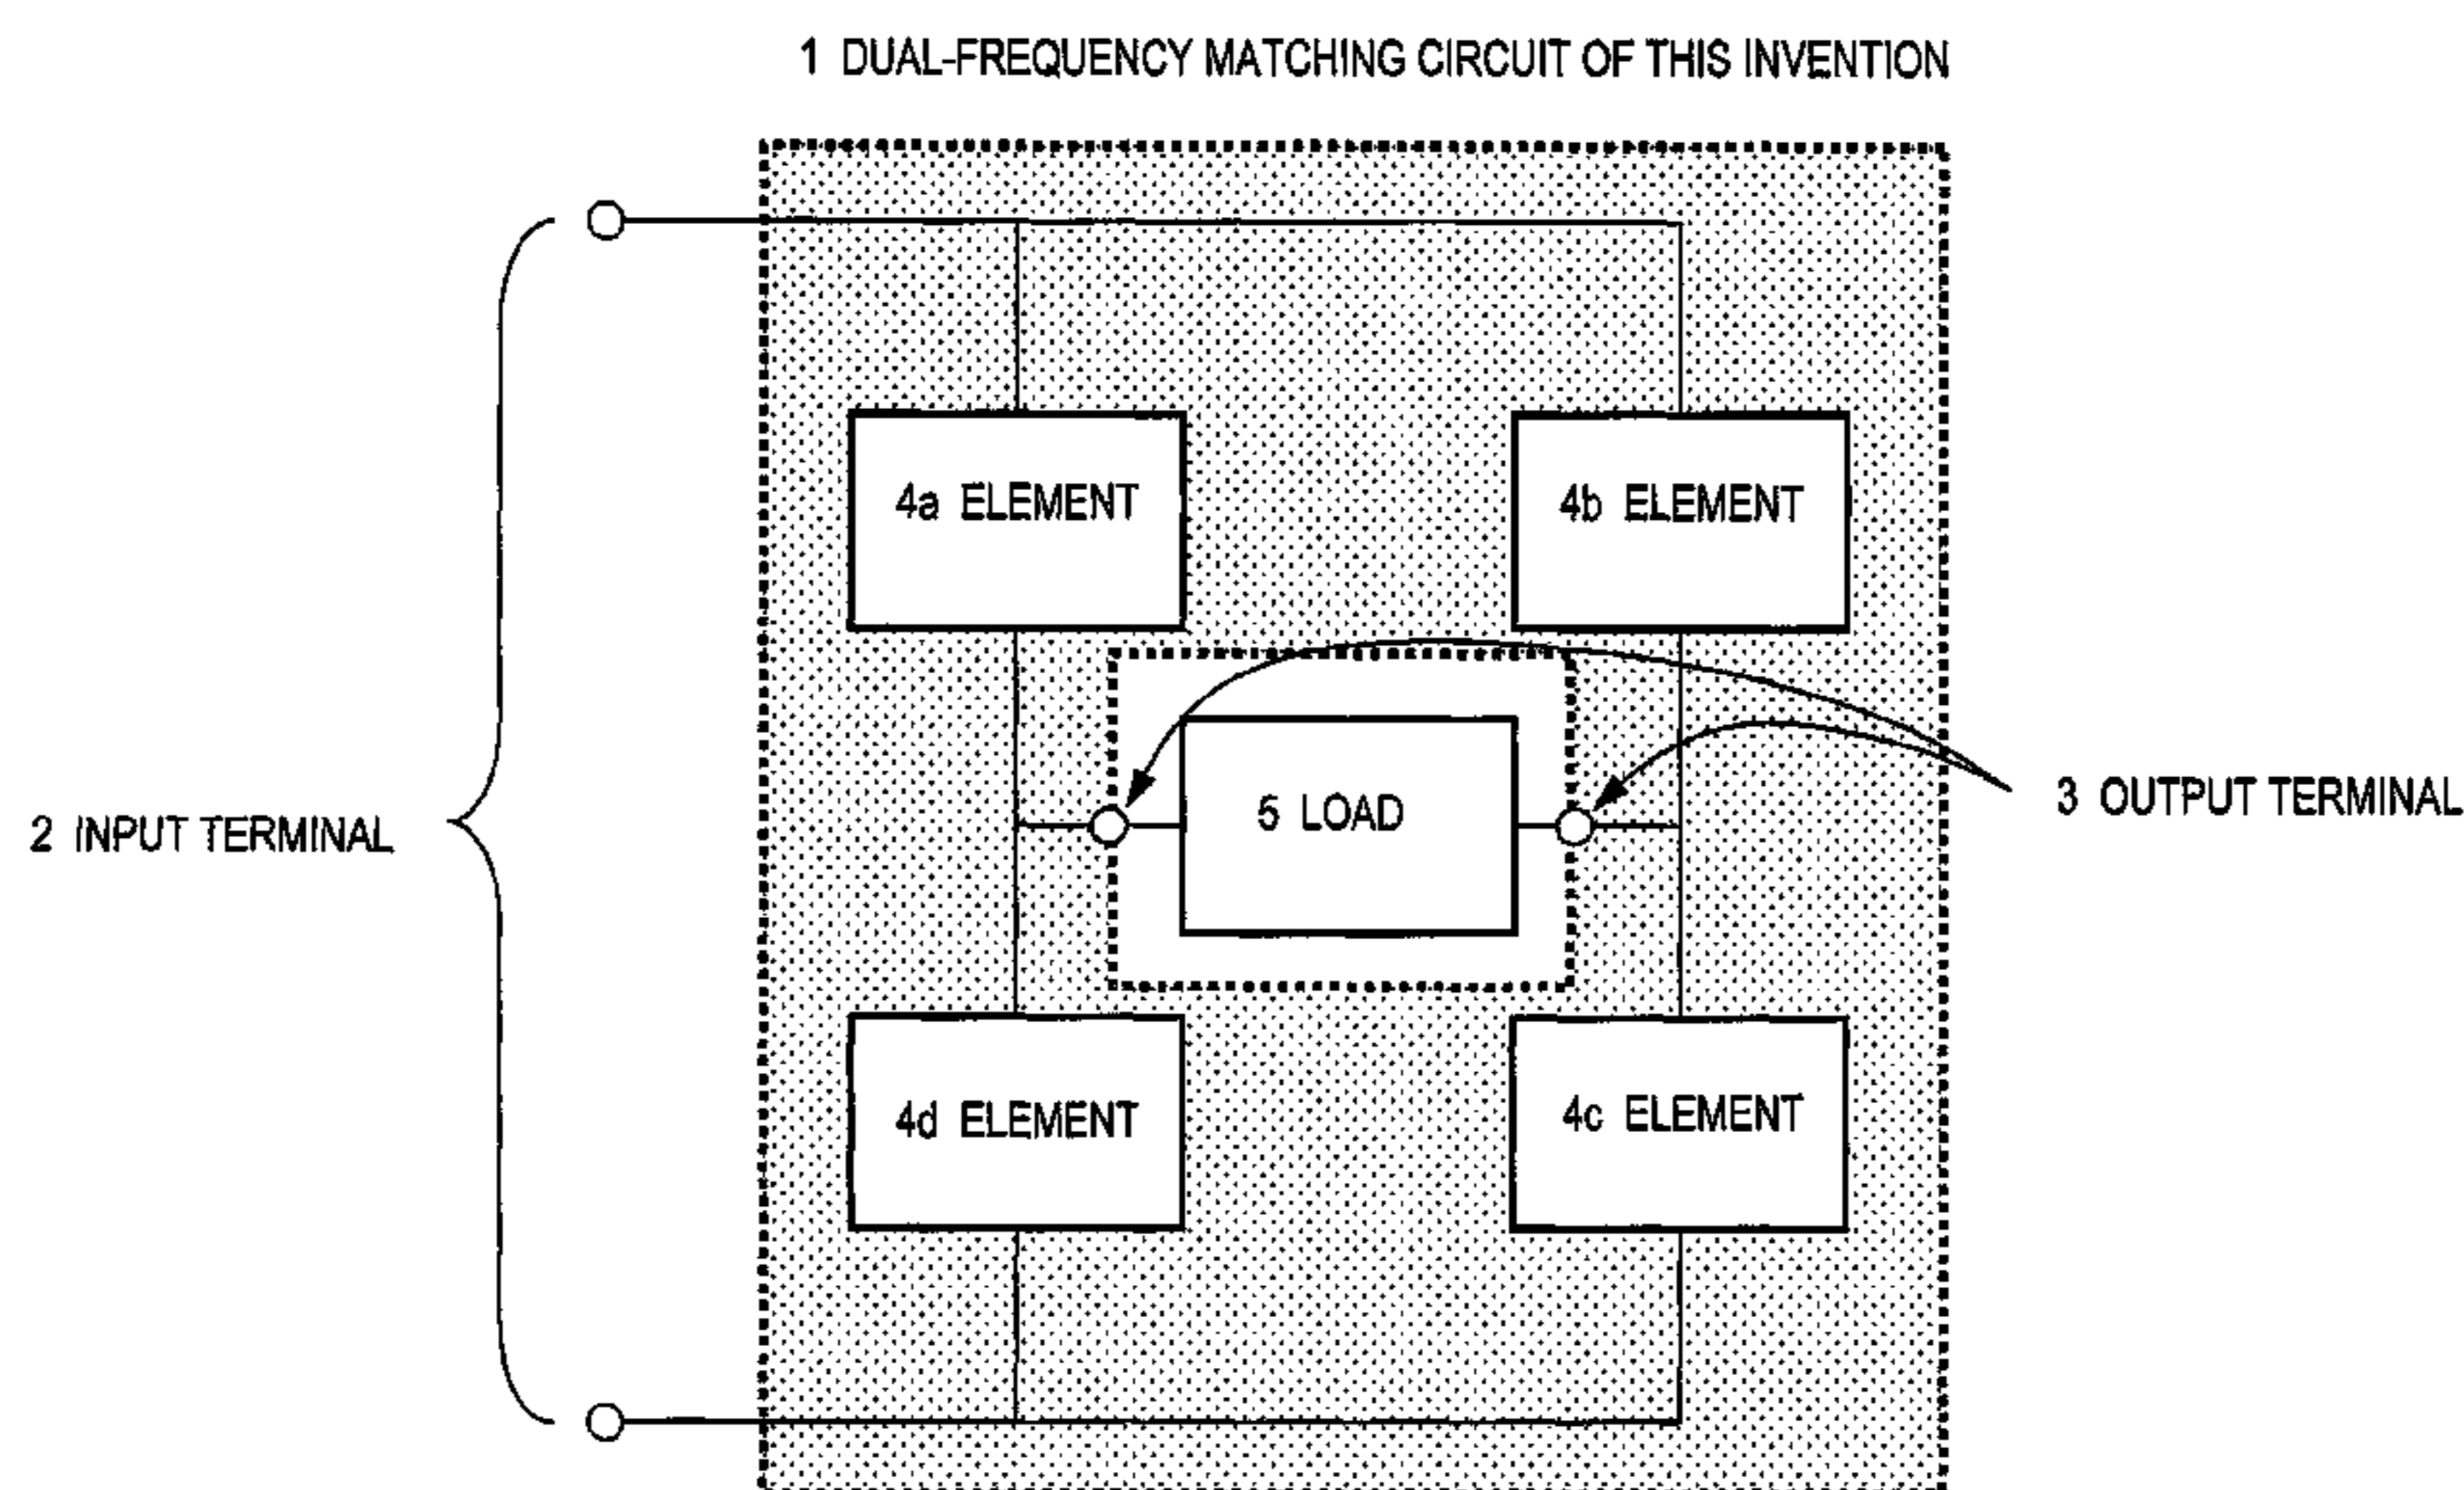 1 DUAL-FREQUENCY MATCHING CIRCUIT OF THIS INVENTION
4a ELEMENT
4b ELEMENT
2 INPUT TERMINAL
5 LOAD
3 OUTPUT TERMINAL
4d ELEMENT
4c ELEMENT